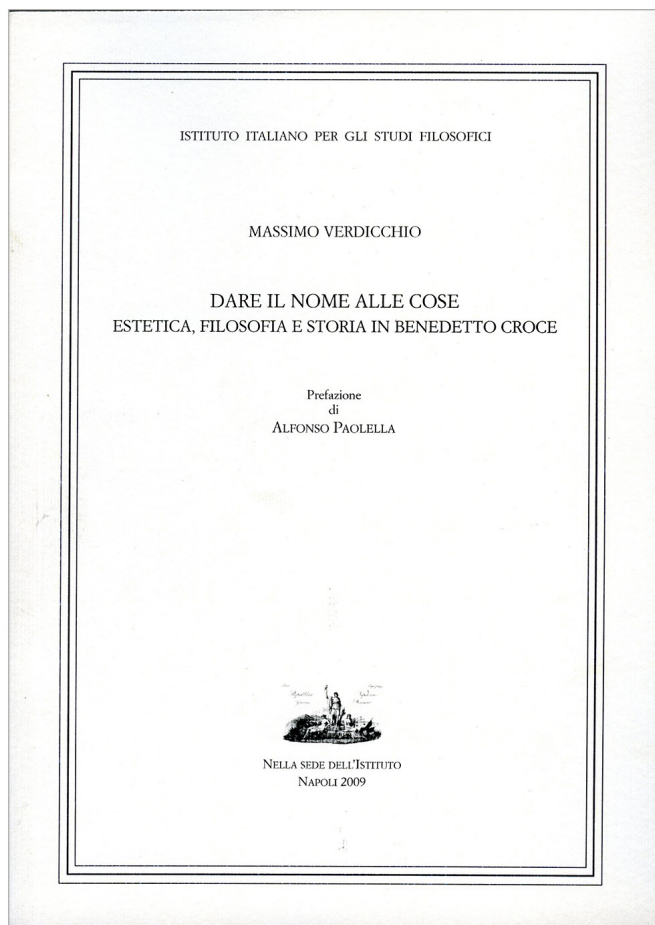 ISTITUTO ITALIANO PER GLI STUDI FILOSOFICI
MASSIMO VERDICCHIO
DARE IL NOME ALLE COSE
ESTETICA, FILOSOFIA E STORIA IN BENEDETTO CROCE
Prefazione
di
ALFONSO PAOLELLA
NELLA SEDE DELL'ISTITUTO
NAPOLI 2009